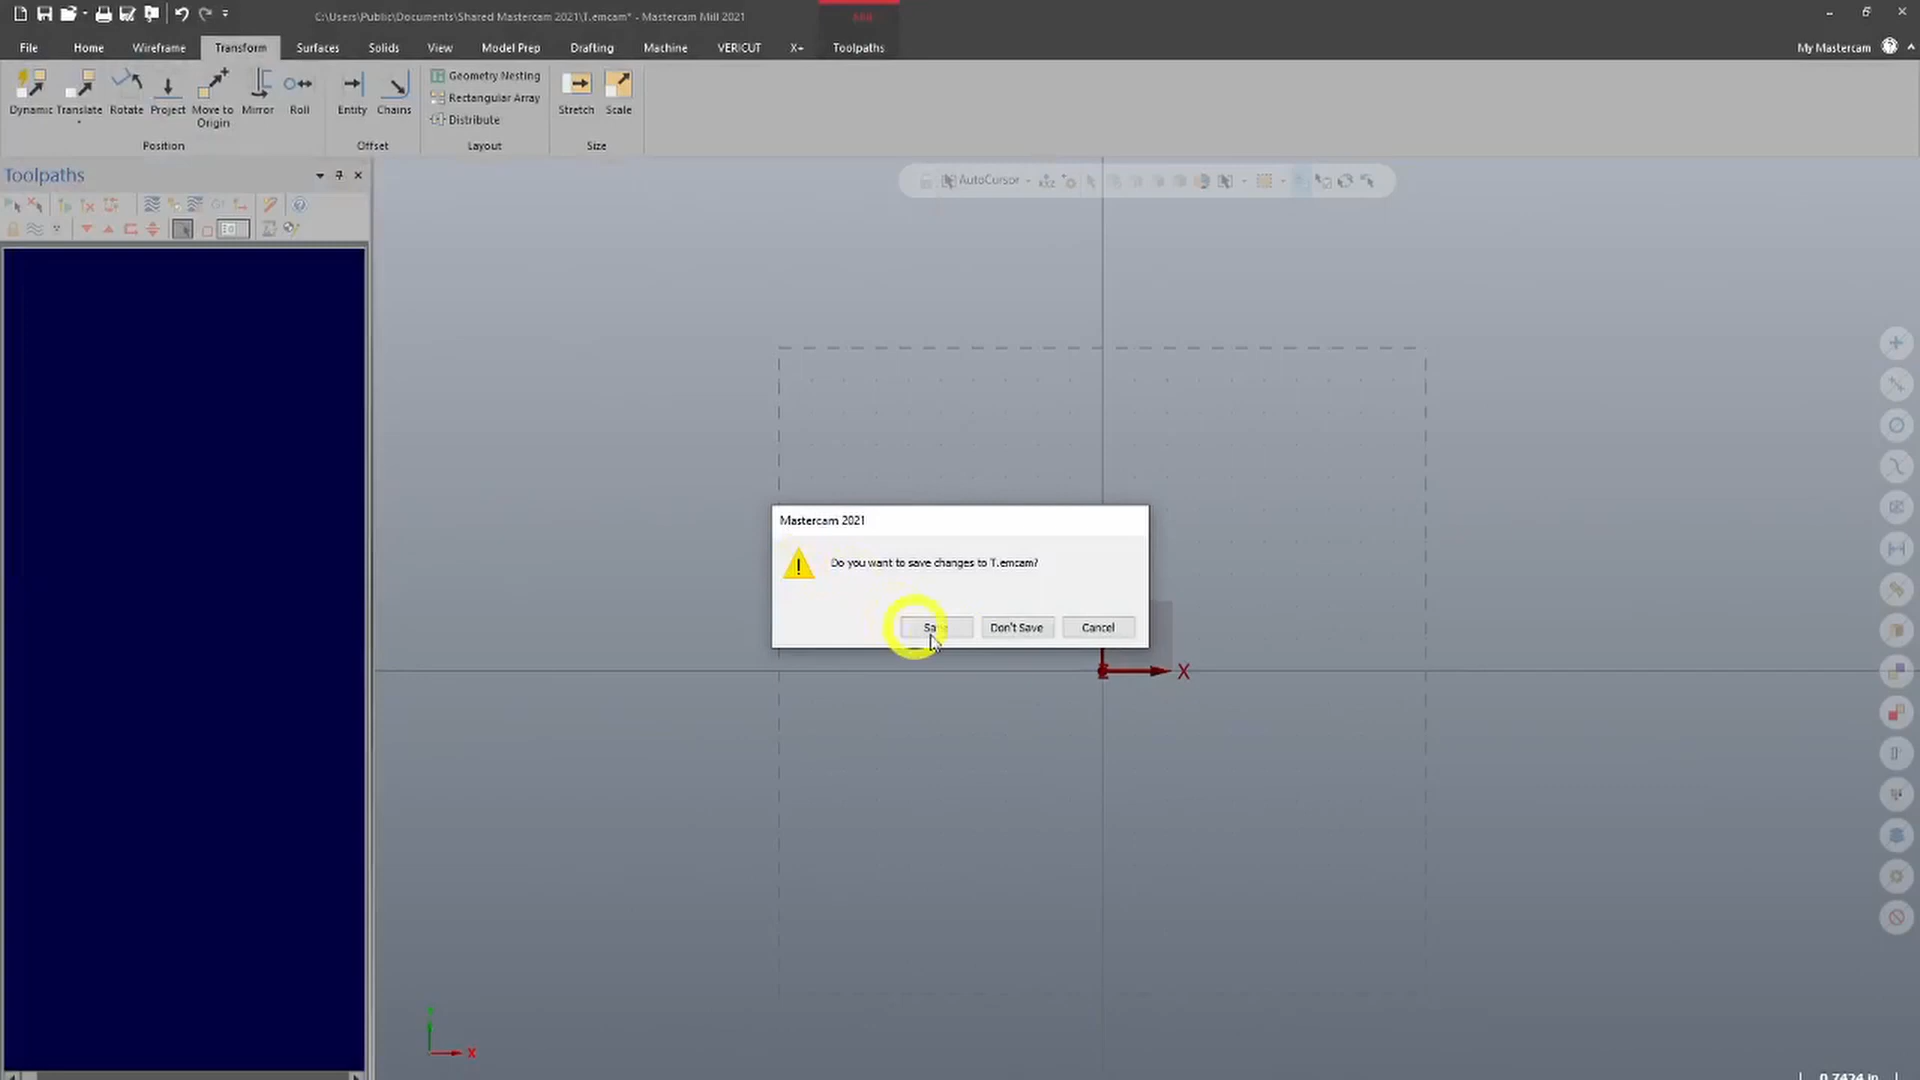 C:\Users\Public\Documents\Shared Mastercam 2021\T.emcam* - Mastercam Mill 2021
Mill
File Home Wireframe Transform Surfaces Solids View Model Prep Drafting Machine VERICUT X+ Toolpaths My Mastercam
Dynamic Translate Rotate Project Move to Origin Mirror Roll
Position
Entity Chains
Offset
Geometry Nesting
Rectangular Array
Distribute
Layout
Stretch Scale
Size
Toolpaths
AutoCursor
Mastercam 2021
Do you want to save changes to T.emcam?
Save Don't Save Cancel
X
X